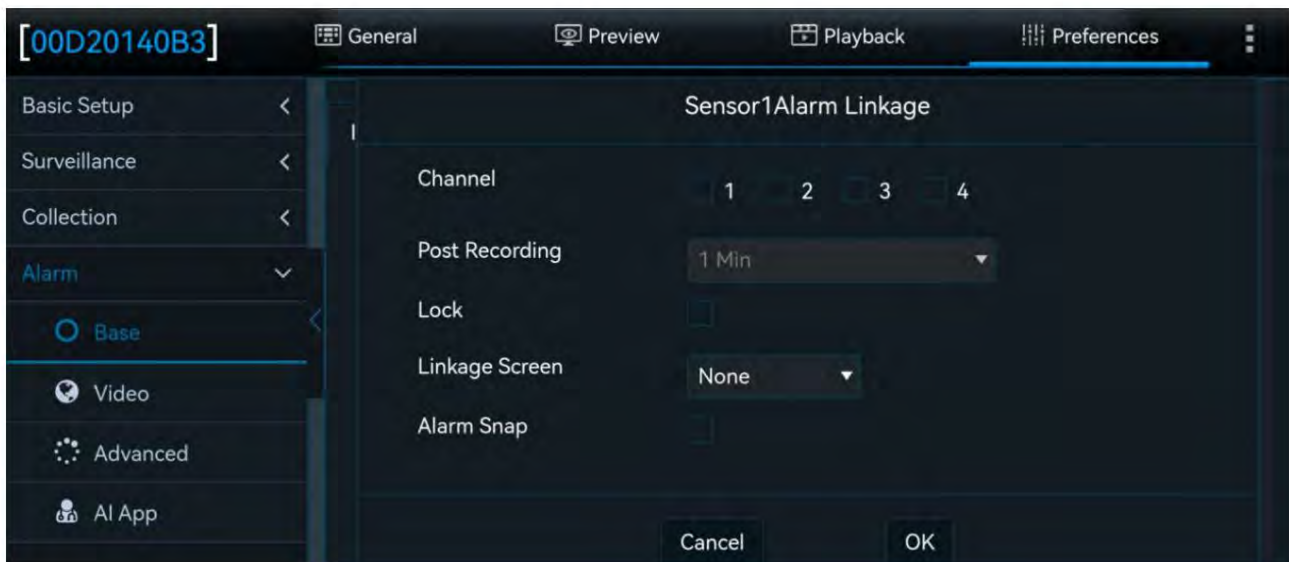 [00D20140B3] General Preview Playback Preferences
Basic Setup
Surveillance
Collection
Alarm
Base
Video
Advanced
AI App
Sensor1Alarm Linkage
Channel 1 2 3 4
Post Recording 1 Min
Lock
Linkage Screen None
Alarm Snap
Cancel OK